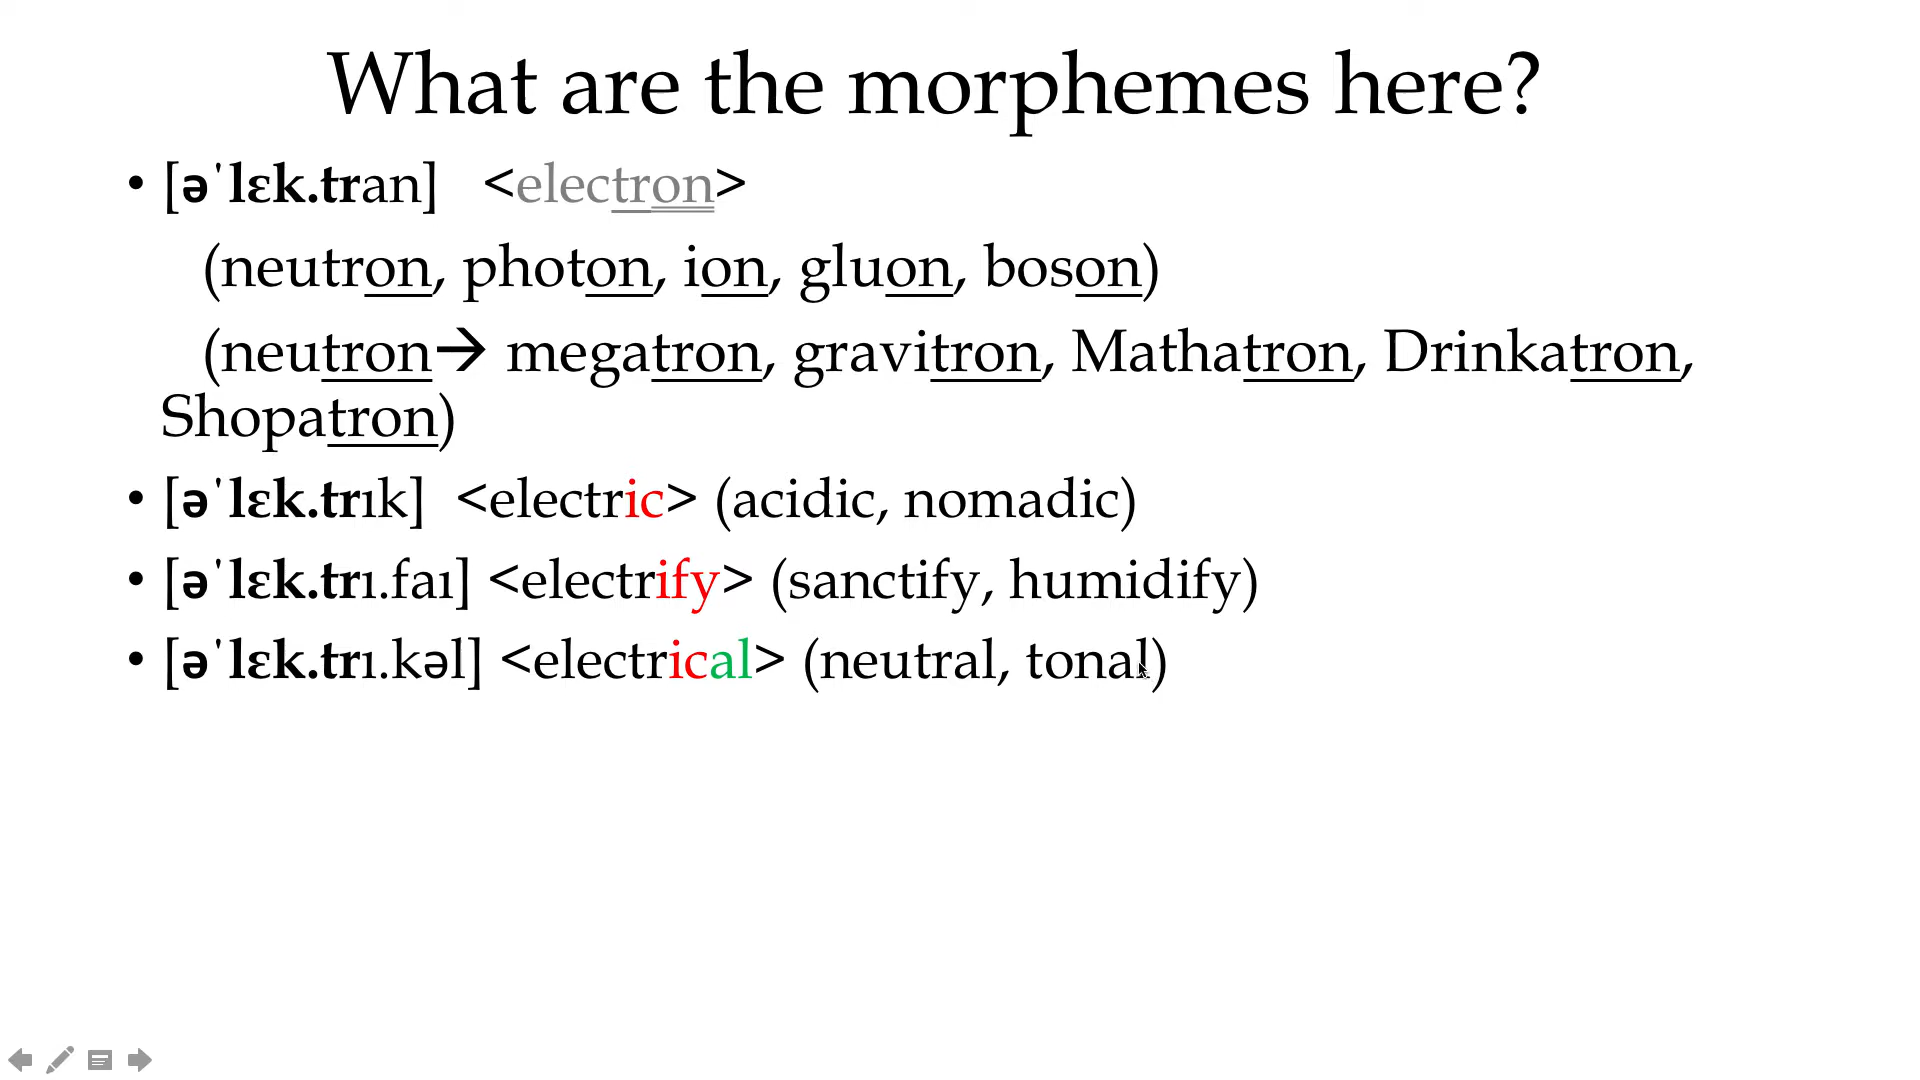 What are the morphemes here?
• [əˈlɛk.tran] <electron>
(neutron, photon, ion, gluon, boson)
(neutron→ megatron, gravitron, Mathatron, Drinkatron,
Shopatron)
• [əˈlɛk.trɪk] <electric> (acidic, nomadic)
• [əˈlɛk.trɪ.faɪ] <electrify> (sanctify, humidify)
• [əˈlɛk.trɪ.kəl] <electrical> (neutral, tonal)